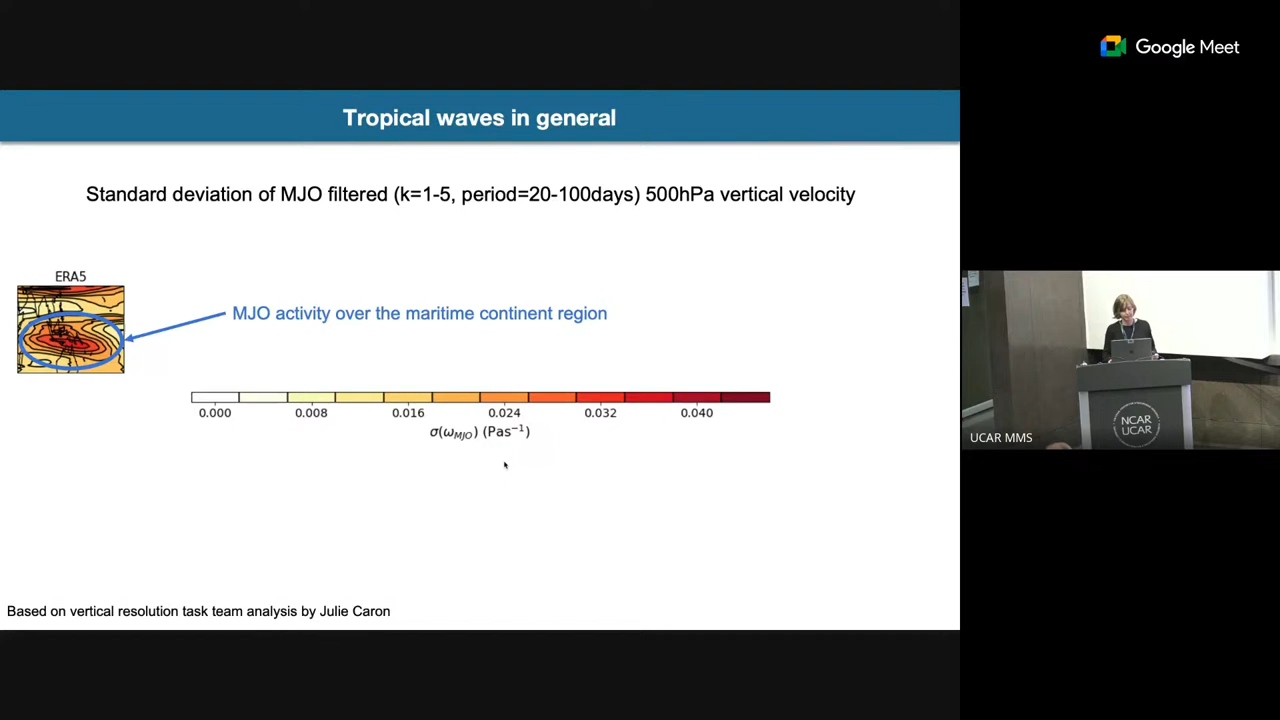 Google Meet
Tropical waves in general
Standard deviation of MJO filtered (k=1-5, period=20-100days) 500hPa vertical velocity
ERA5
MJO activity over the maritime continent region
0.000 0.008 0.016 0.024 0.032 0.040
σ(ωMJO) (Pas⁻¹)
NCAR
UCAR
UCAR MMS
Based on vertical resolution task team analysis by Julie Caron